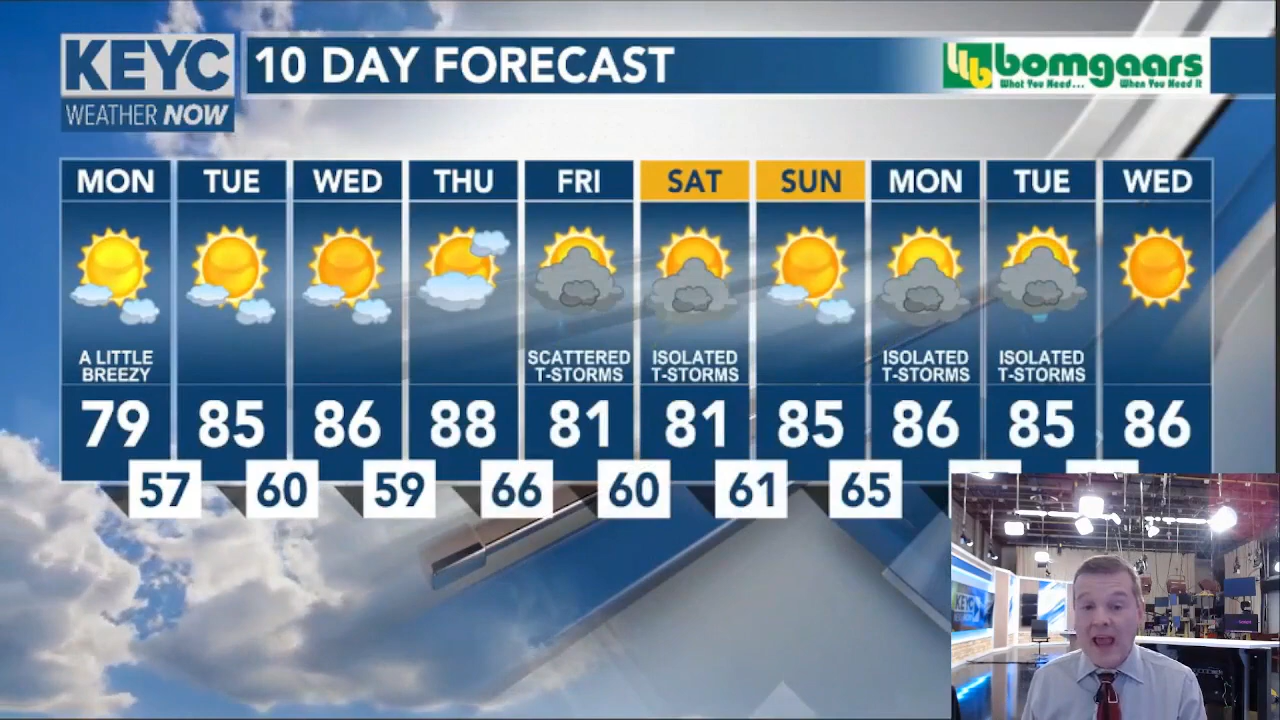 KEYC
WEATHER NOW
10 DAY FORECAST
bomgaars
What You Need... When You Need It
MON TUE WED THU FRI SAT SUN MON TUE WED
A LITTLE
BREEZY
SCATTERED
T-STORMS
ISOLATED
T-STORMS
ISOLATED
T-STORMS
ISOLATED
T-STORMS
79 85 86 88 81 81 85 86 85 86
57 60 59 66 60 61 65
KEYC